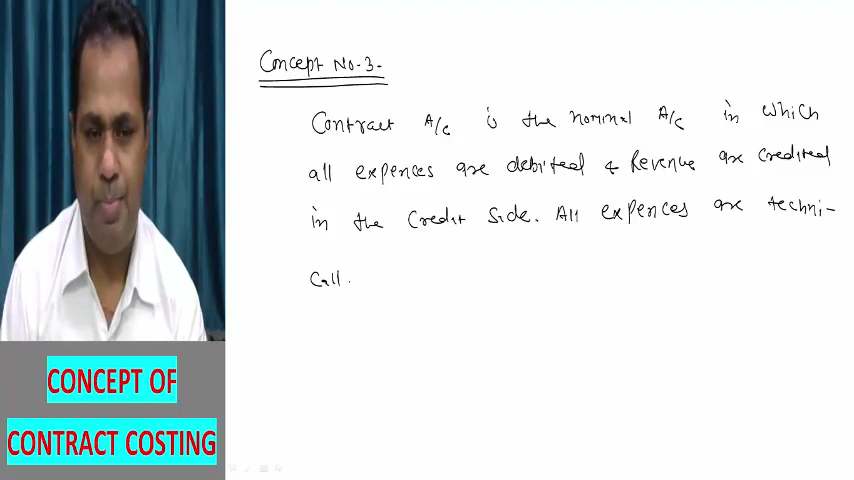 Concept No-3-
Contract A/c is the nominal A/c in which
all expences are debited & Revenue are credited
in the credit side. All expences are techni-
call.
CONCEPT OF
CONTRACT COSTING